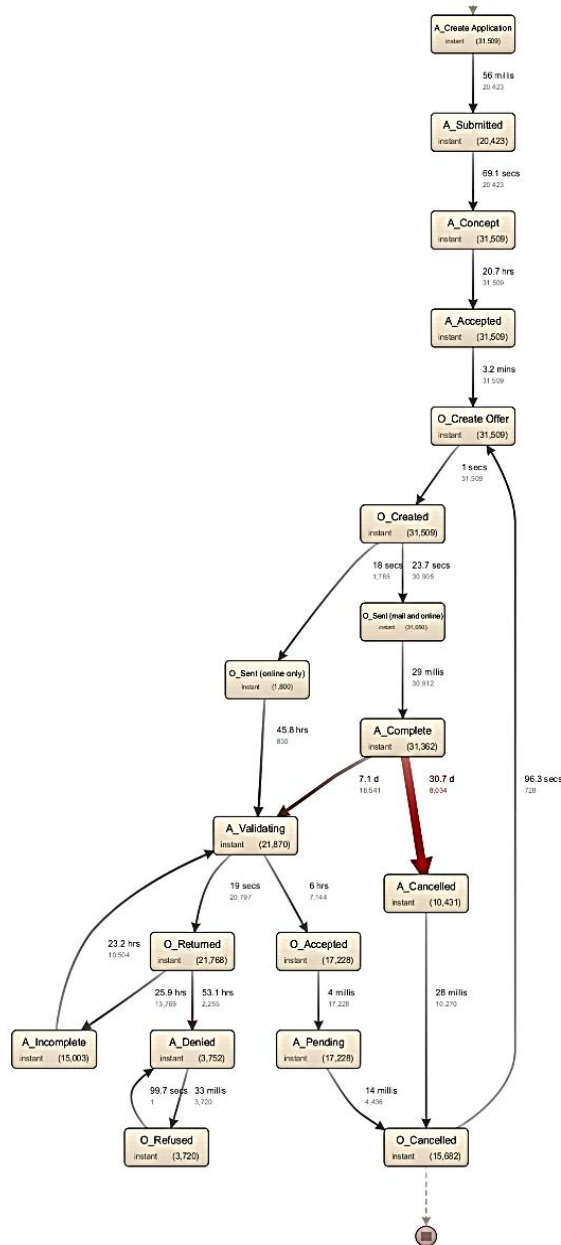 A_Create Application
instant (31,509)
56 millis
20,423
A_Submitted
instant (20,423)
69.1 secs
20,423
A_Concept
instant (31,509)
20.7 hrs
31,509
A_Accepted
instant (31,509)
3.2 mins
31,509
O_Create Offer
instant (31,509)
1 secs
31,509
O_Created
instant (31,509)
18 secs
1,785
23.7 secs
30,905
O_Sent (mail and online)
instant
O_Sent (online only)
instant (1,800)
29 millis
30,912
A_Complete
instant (31,362)
45.8 hrs
830
7.1 d
18,541
30.7 d
8,034
96.3 secs
728
A_Validating
instant (21,870)
A_Cancelled
instant (10,431)
19 secs
20,797
6 hrs
7,144
23.2 hrs
10,504
O_Returned
instant (21,768)
O_Accepted
instant (17,228)
25.9 hrs
13,769
53.1 hrs
2,255
4 millis
17,228
28 millis
10,270
A_Incomplete
instant (15,003)
A_Denied
instant (3,752)
A_Pending
instant (17,228)
99.7 secs
1
33 millis
3,720
14 millis
4,436
O_Refused
instant (3,720)
O_Cancelled
instant (15,682)